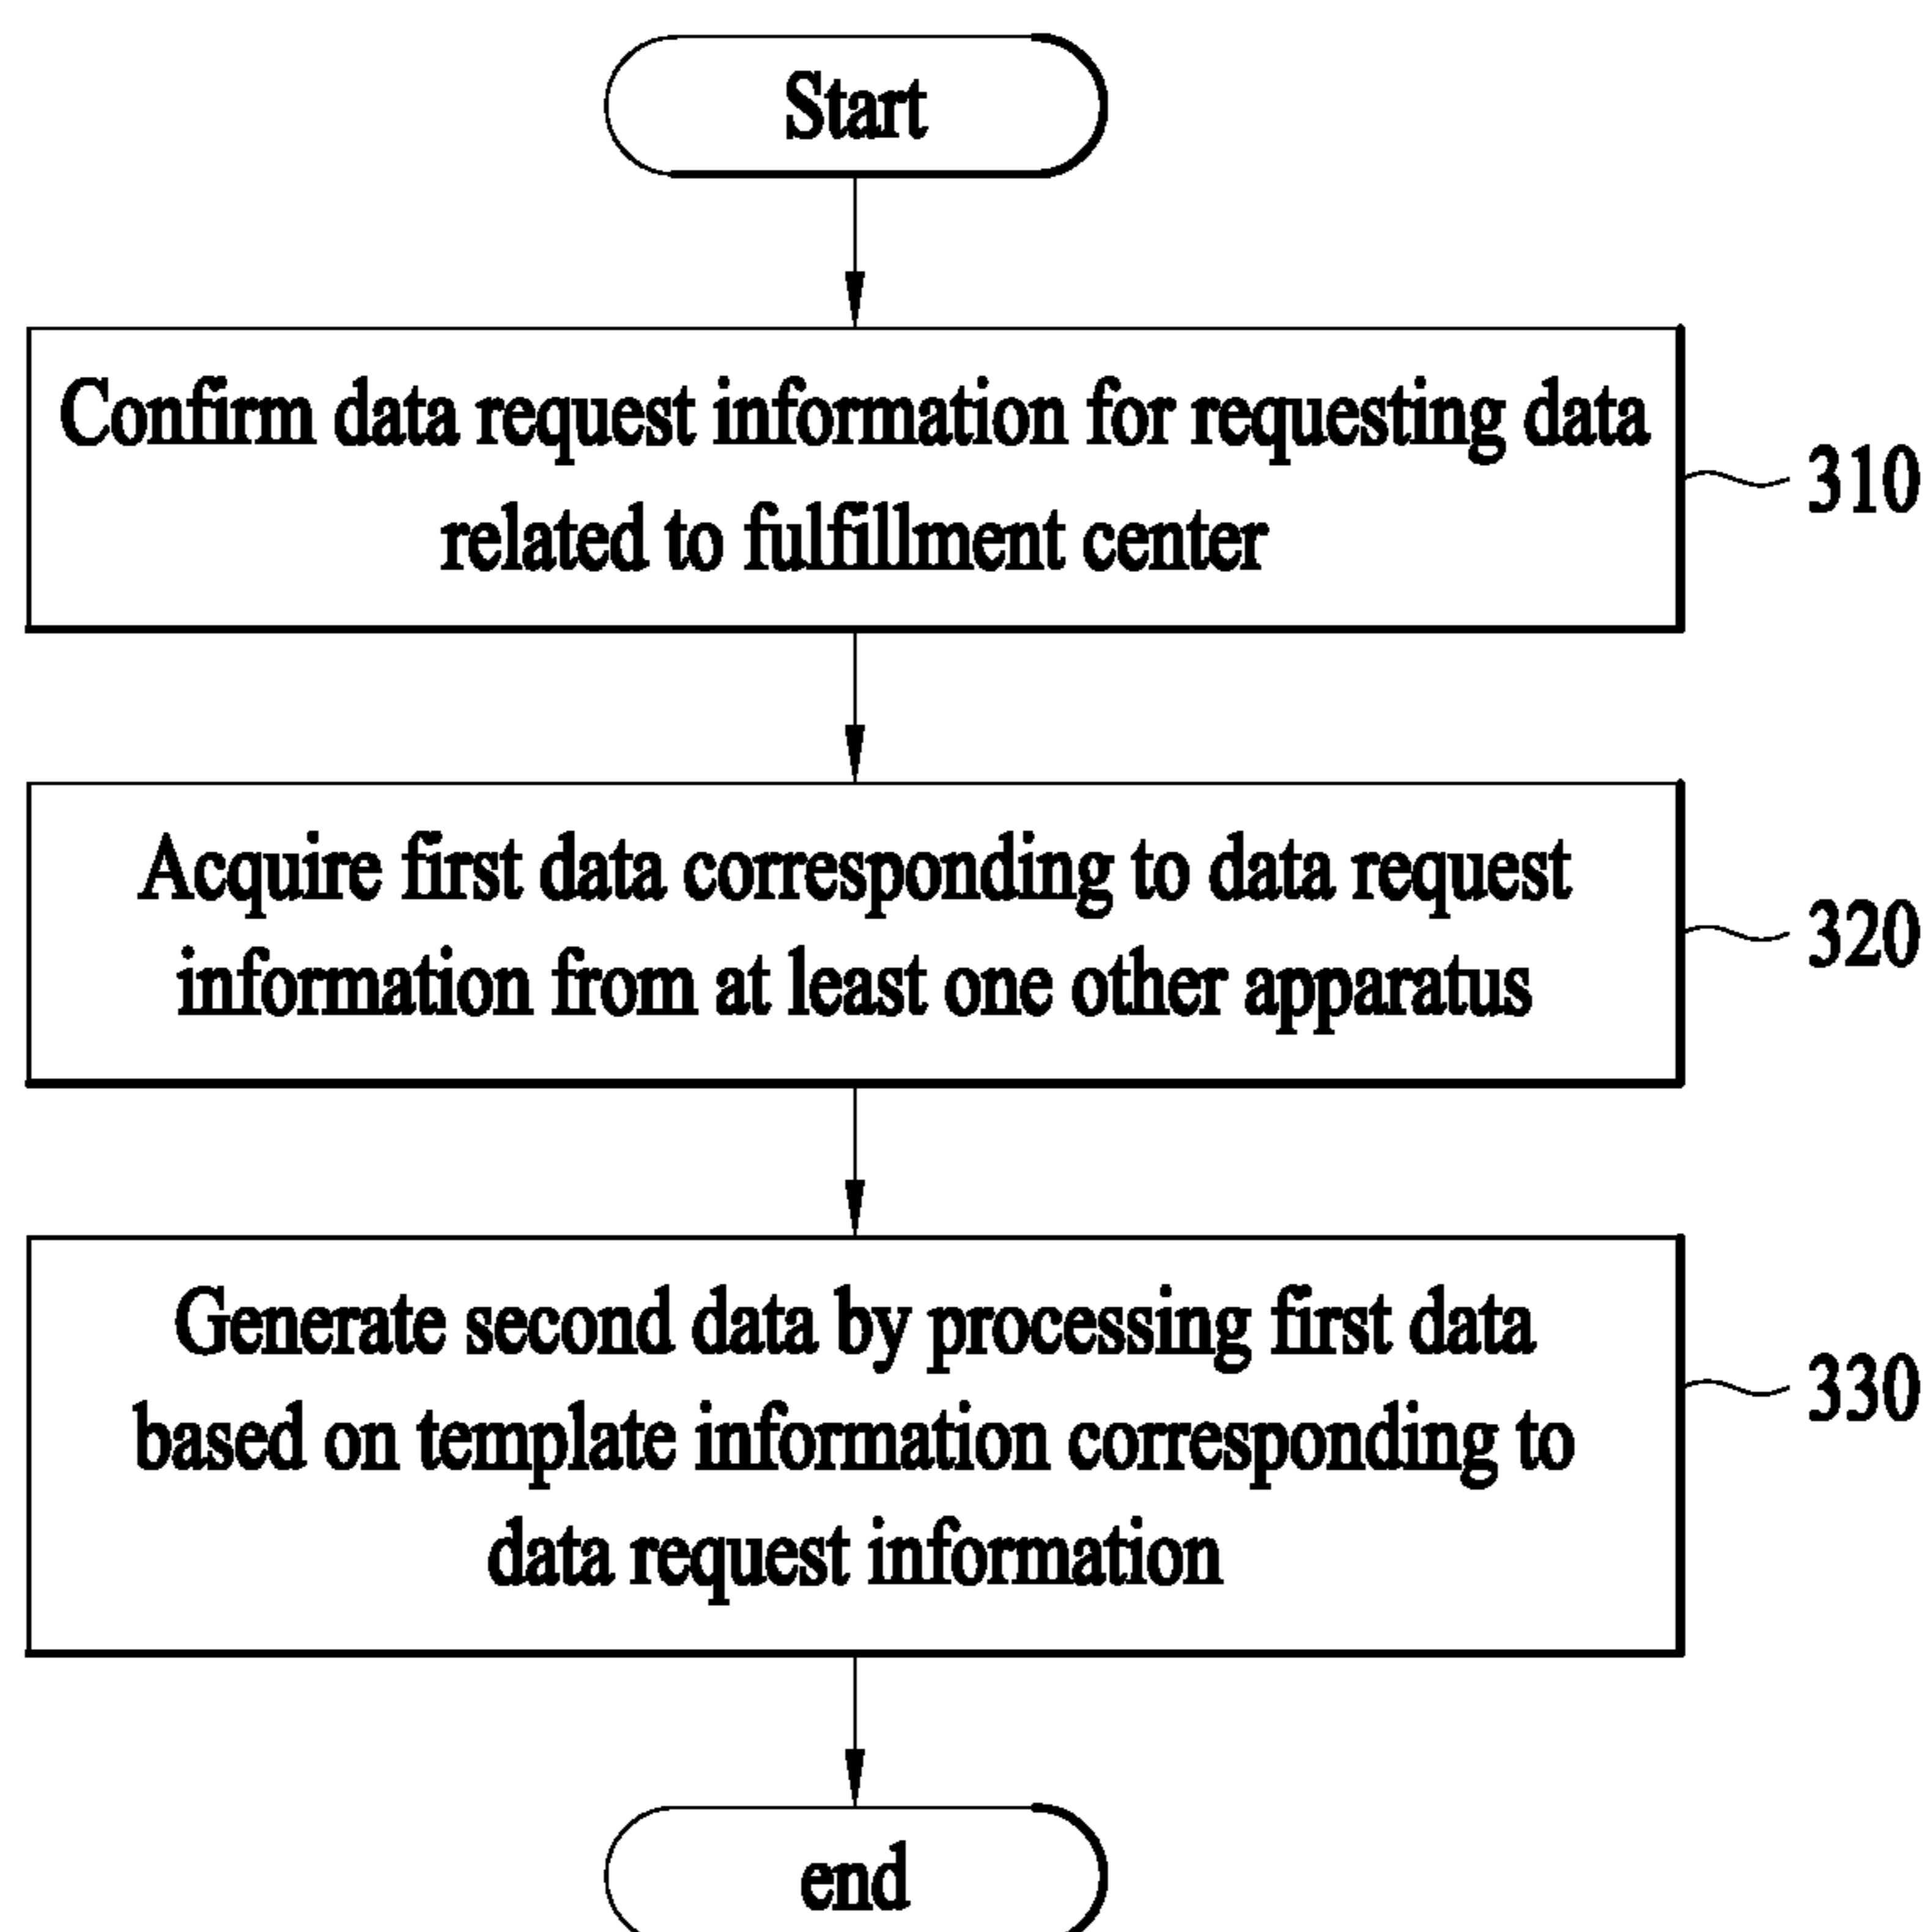 Start
Confirm data request information for requesting data
related to fulfillment center
310
Acquire first data corresponding to data request
information from at least one other apparatus
320
Generate second data by processing first data
based on template information corresponding to
data request information
330
end